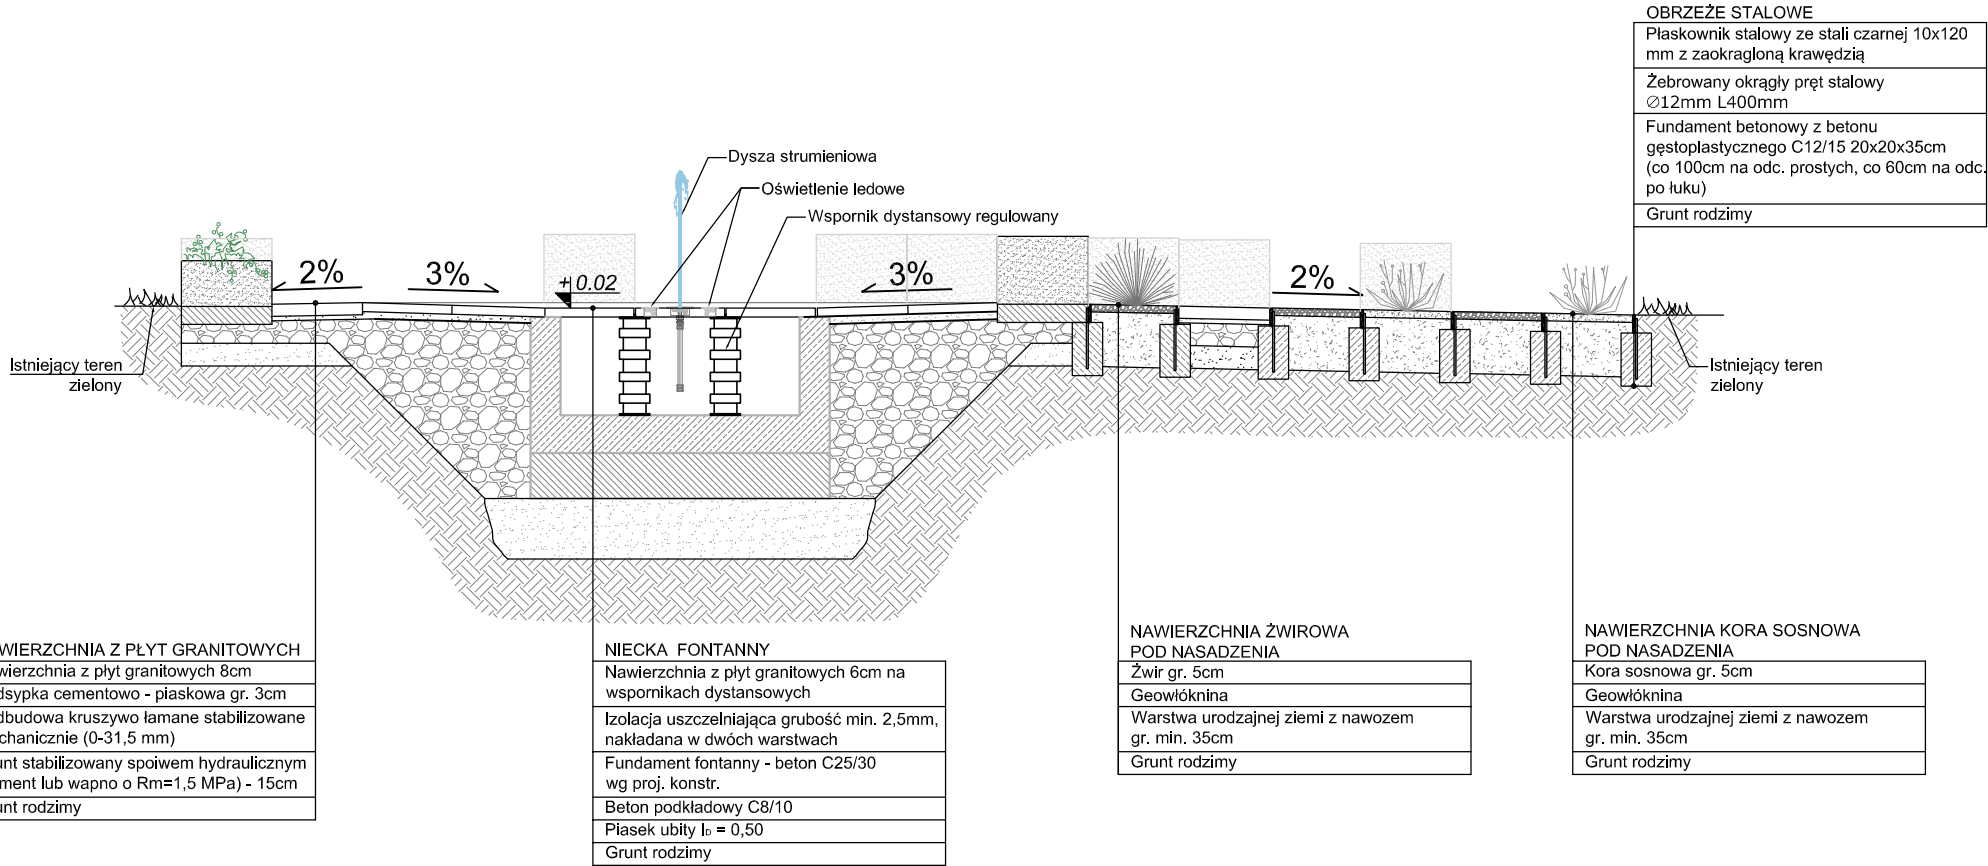 OBRZEŻE STALOWE
Płaskownik stalowy ze stali czarnej 10x120
mm z zaokragloną krawędzią
Żebrowany okrągły pręt stalowy
∅12mm L400mm
Fundament betonowy z betonu
gęstoplastycznego C12/15 20x20x35cm
(co 100cm na odc. prostych, co 60cm na odc.
po łuku)
Grunt rodzimy
Dysza strumieniowa
Oświetlenie ledowe
Wspornik dystansowy regulowany
2%
3%
+ 0.02
3%
2%
Istniejący teren
zielony
Istniejący teren
zielony
WIERZCHNIA Z PŁYT GRANITOWYCH
wierzchnia z płyt granitowych 8cm
dsypka cementowo - piaskowa gr. 3cm
dbudowa kruszywo łamane stabilizowane
chanicznie (0-31,5 mm)
unt stabilizowany spoiwem hydraulicznym
ment lub wapno o Rm=1,5 MPa) - 15cm
unt rodzimy
NIECKA FONTANNY
Nawierzchnia z płyt granitowych 6cm na
wspornikach dystansowych
Izolacja uszczelniająca grubość min. 2,5mm,
nakładana w dwóch warstwach
Fundament fontanny - beton C25/30
wg proj. konstr.
Beton podkładowy C8/10
Piasek ubity I_D = 0,50
Grunt rodzimy
NAWIERZCHNIA ŻWIROWA
POD NASADZENIA
Żwir gr. 5cm
Geowłóknina
Warstwa urodzajnej ziemi z nawozem
gr. min. 35cm
Grunt rodzimy
NAWIERZCHNIA KORA SOSNOWA
POD NASADZENIA
Kora sosnowa gr. 5cm
Geowłóknina
Warstwa urodzajnej ziemi z nawozem
gr. min. 35cm
Grunt rodzimy